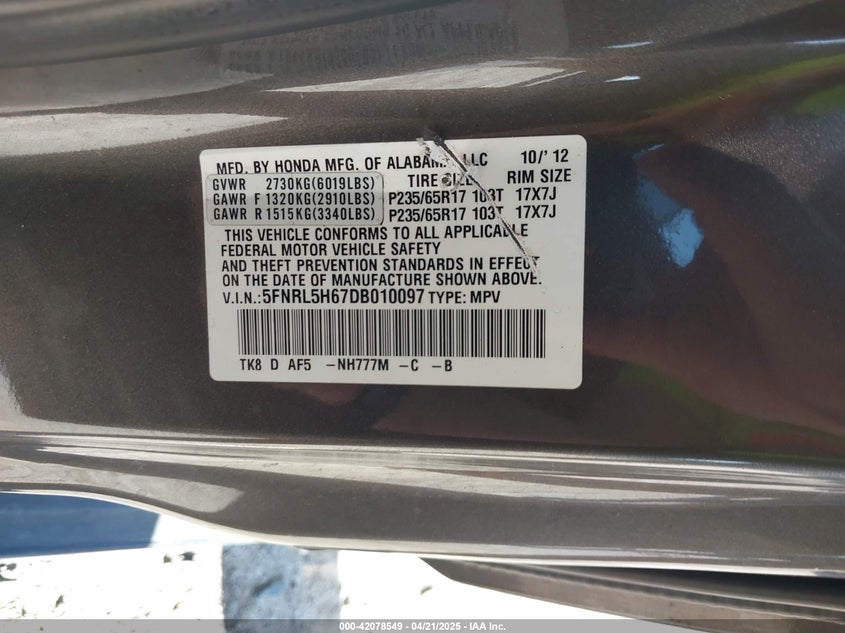 MFD. BY HONDA MFG. OF ALABAMA, LLC 10/' 12
GVWR 2730KG(6019LBS) TIRE SIZE RIM SIZE
GAWR F 1320KG(2910LBS) P235/65R17 103T 17X7J
GAWR R 1515KG(3340LBS) P235/65R17 103T 17X7J
THIS VEHICLE CONFORMS TO ALL APPLICABLE
FEDERAL MOTOR VEHICLE SAFETY
AND THEFT PREVENTION STANDARDS IN EFFECT
ON THE DATE OF MANUFACTURE SHOWN ABOVE.
V.I.N.:5FNRL5H67DB010097 TYPE: MPV
TK8 D AF5 -NH777M -C -B
000-42078549 - 04/21/2025 - IAA Inc.